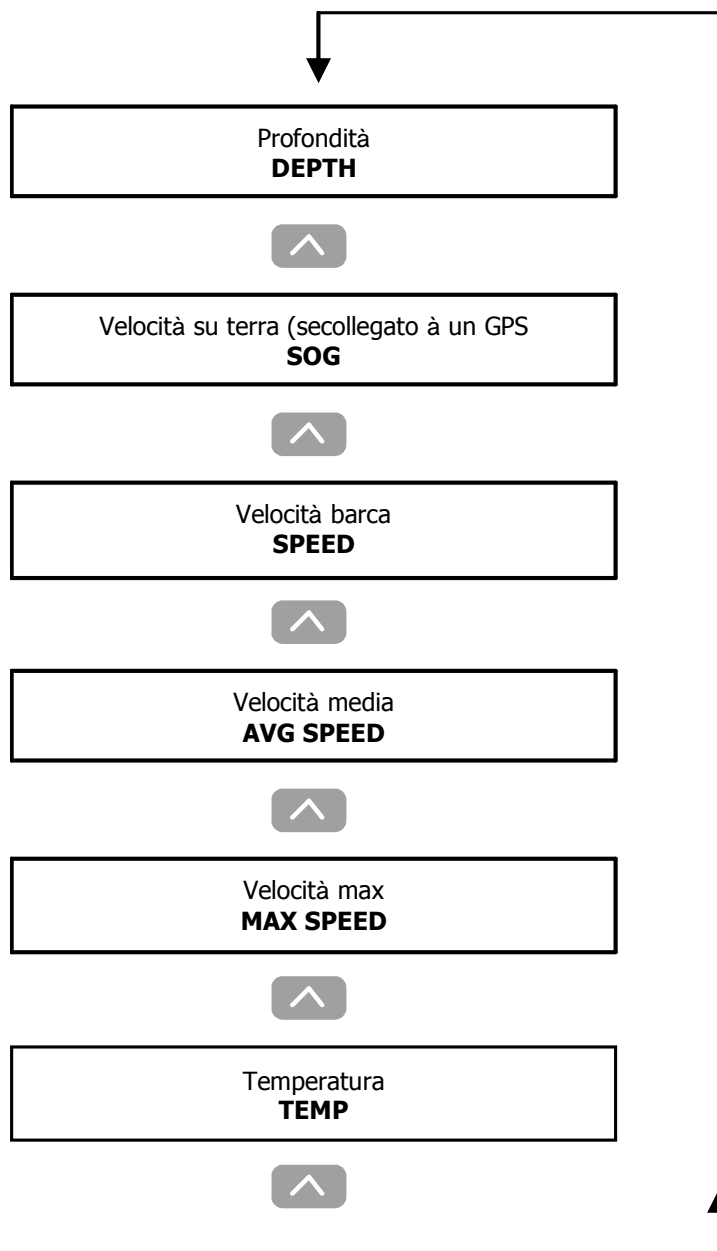 Profondità
DEPTH
Velocità su terra (secollegato à un GPS
SOG
Velocità barca
SPEED
Velocità media
AVG SPEED
Velocità max
MAX SPEED
Temperatura
TEMP